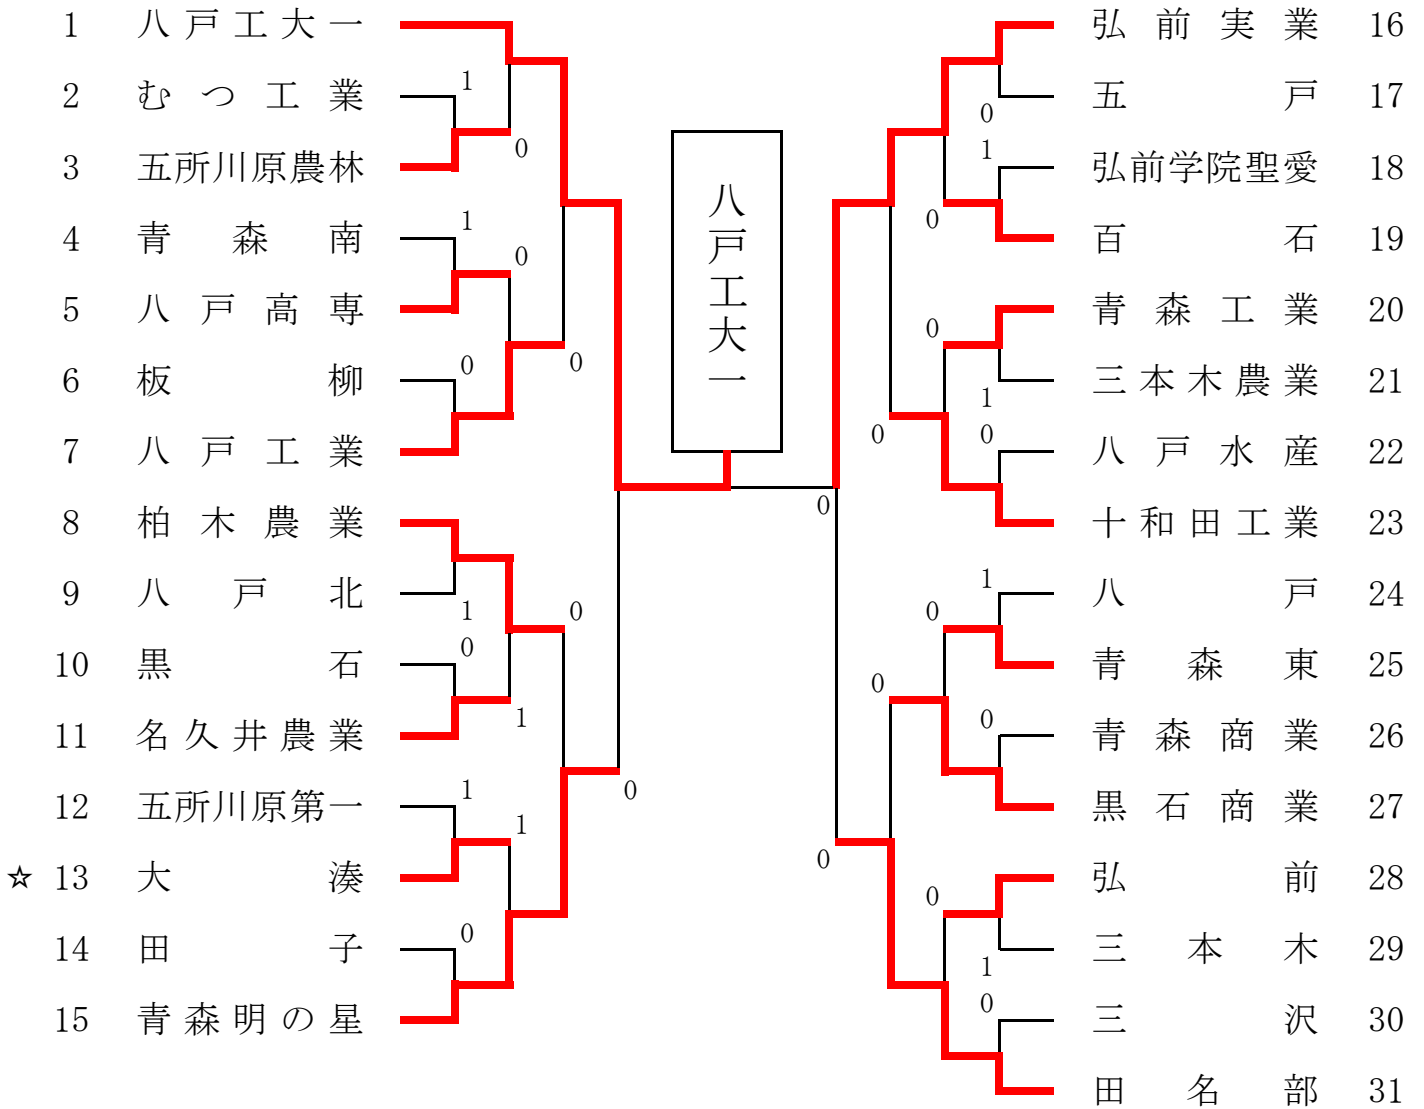 1 八戸工大一
2 むつ工業
3 五所川原農林
4 青森南
5 八戸高専
6 板柳
7 八戸工業
8 柏木農業
9 八戸北
10 黒石
11 名久井農業
12 五所川原第一
☆ 13 大湊
14 田子
15 青森明の星
1
0
1
0
0
0
1
0
0
1
1
1
0
0
八戸工大一
0
0
0
1
0
0
0
1
0
1
0
0
0
0
1
0
弘前実業 16
五戸 17
弘前学院聖愛 18
百石 19
青森工業 20
三本木農業 21
八戸水産 22
十和田工業 23
八戸 24
青森東 25
青森商業 26
黒石商業 27
弘前 28
三本木 29
三沢 30
田名部 31